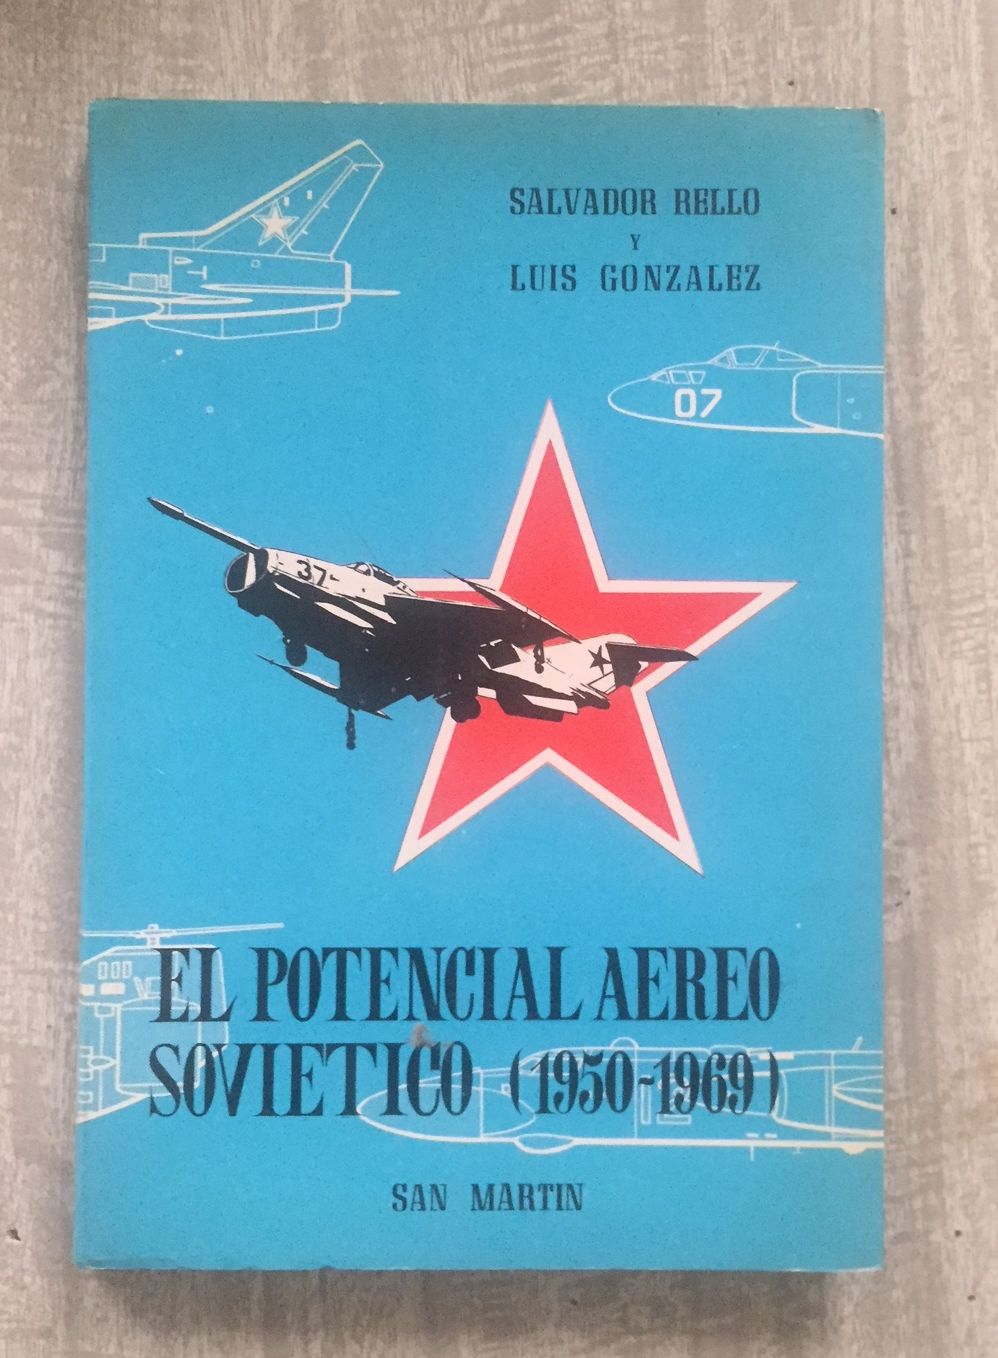 SALVADOR RELLO
Y
LUIS GONZALEZ
07
37
EL POTENCIAL AEREO
SOVIETICO (1950-1969)
SAN MARTIN